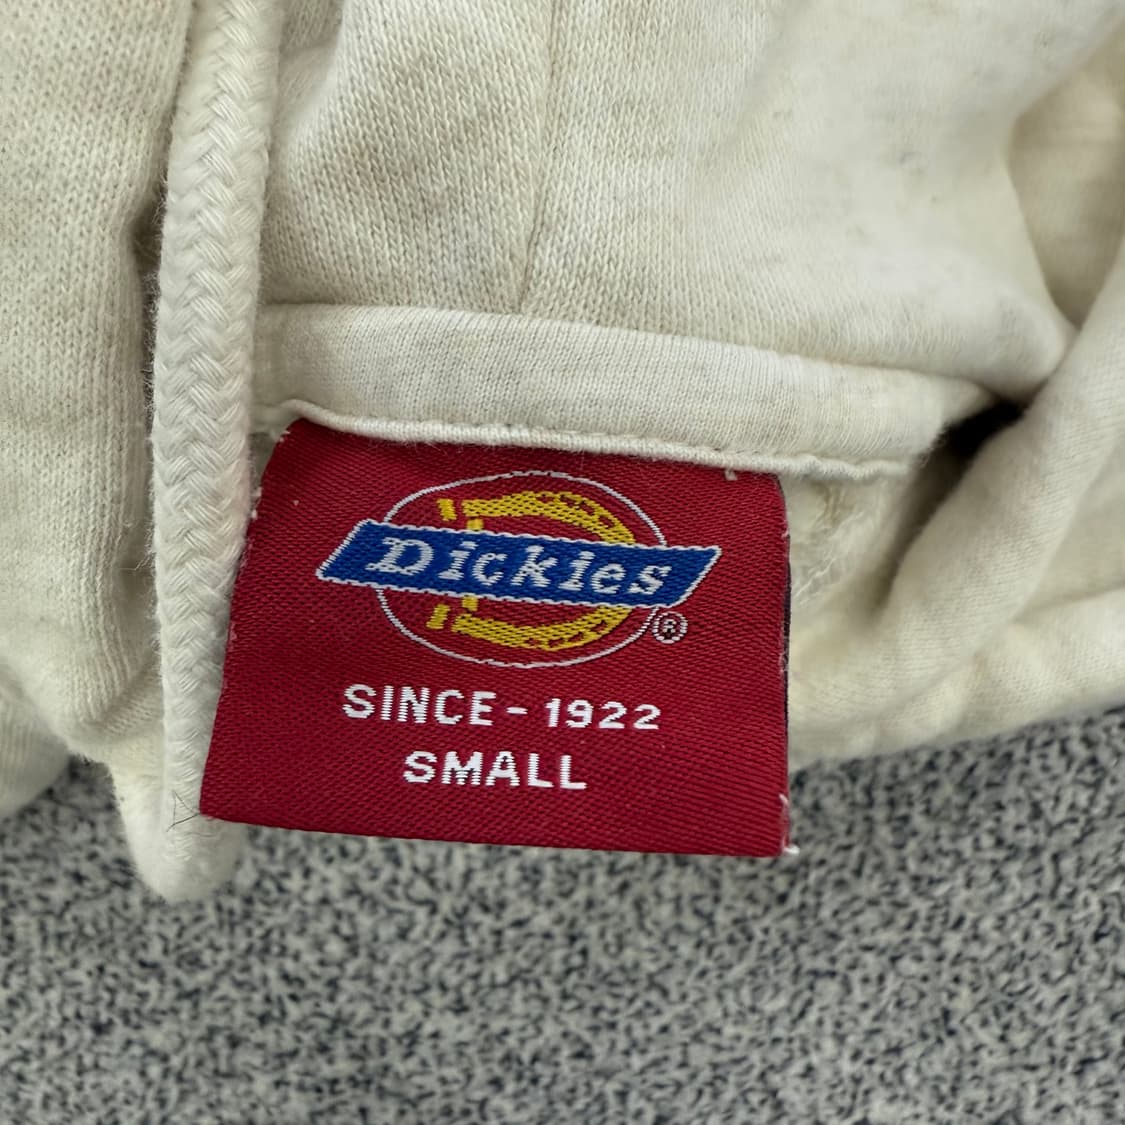 Dickies
®
SINCE - 1922
SMALL